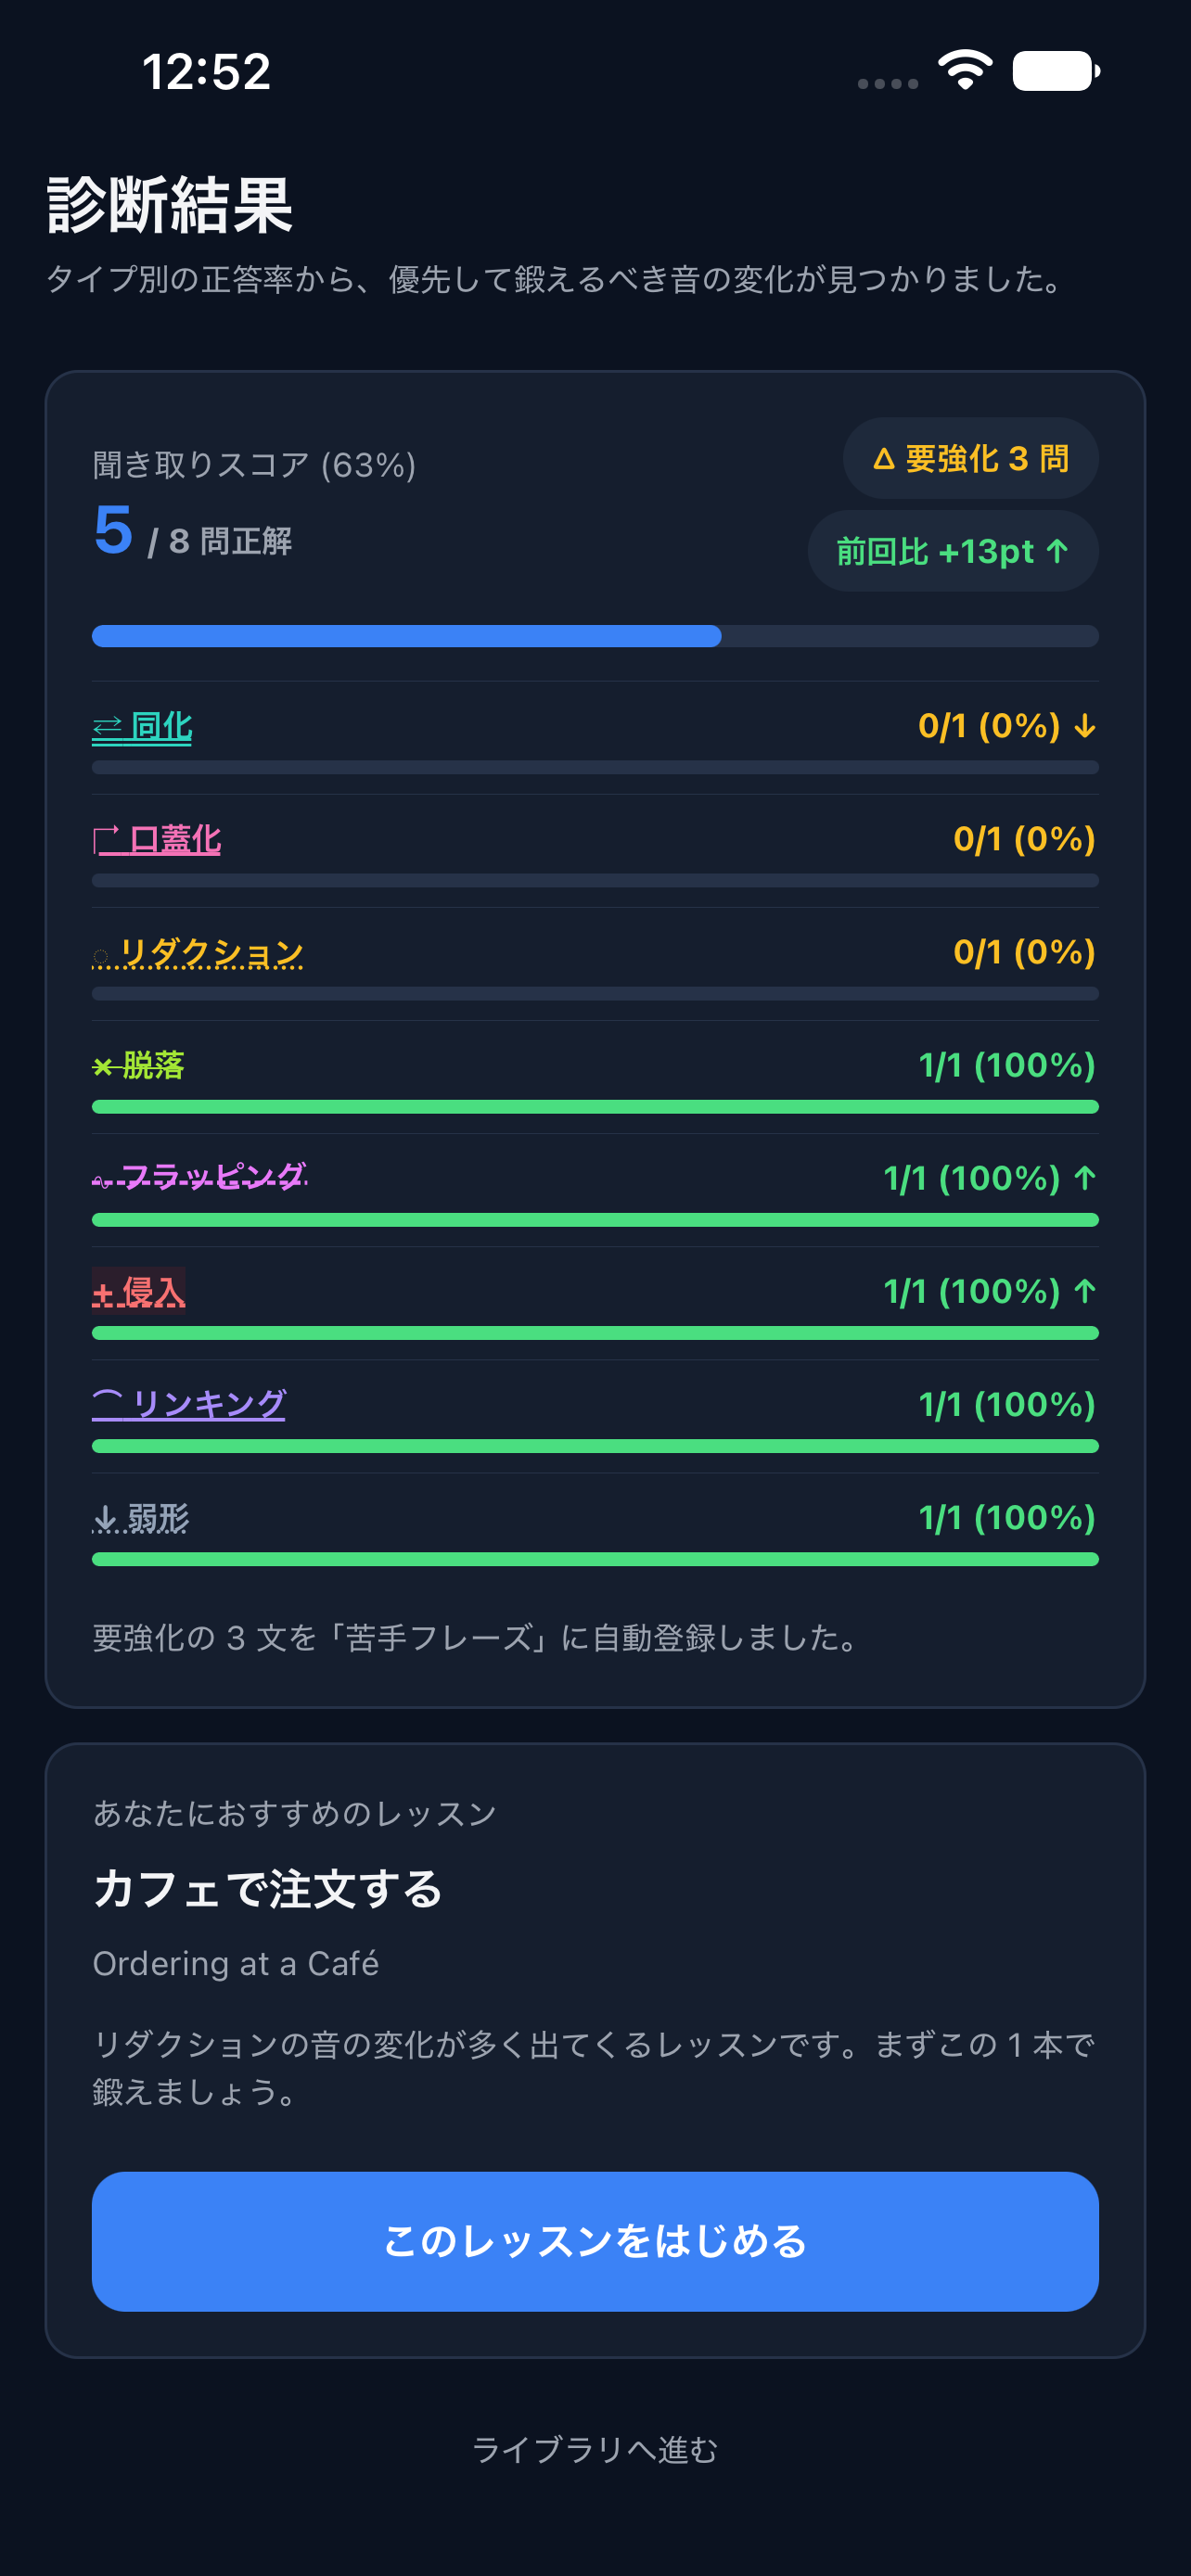 12:52
診断結果
タイプ別の正答率から、優先して鍛えるべき音の変化が見つかりました。
聞き取りスコア (63%)
5 / 8 問正解
△ 要強化 3 問
前回比 +13pt ↑
⇄ 同化
0/1 (0%) ↓
口蓋化
0/1 (0%)
◌ リダクション
0/1 (0%)
× 脱落
1/1 (100%)
∿ フラッピング
1/1 (100%) ↑
+ 侵入
1/1 (100%) ↑
⌒ リンキング
1/1 (100%)
↓ 弱形
1/1 (100%)
要強化の 3 文を「苦手フレーズ」に自動登録しました。
あなたにおすすめのレッスン
カフェで注文する
Ordering at a Café
リダクションの音の変化が多く出てくるレッスンです。まずこの 1 本で
鍛えましょう。
このレッスンをはじめる
ライブラリへ進む